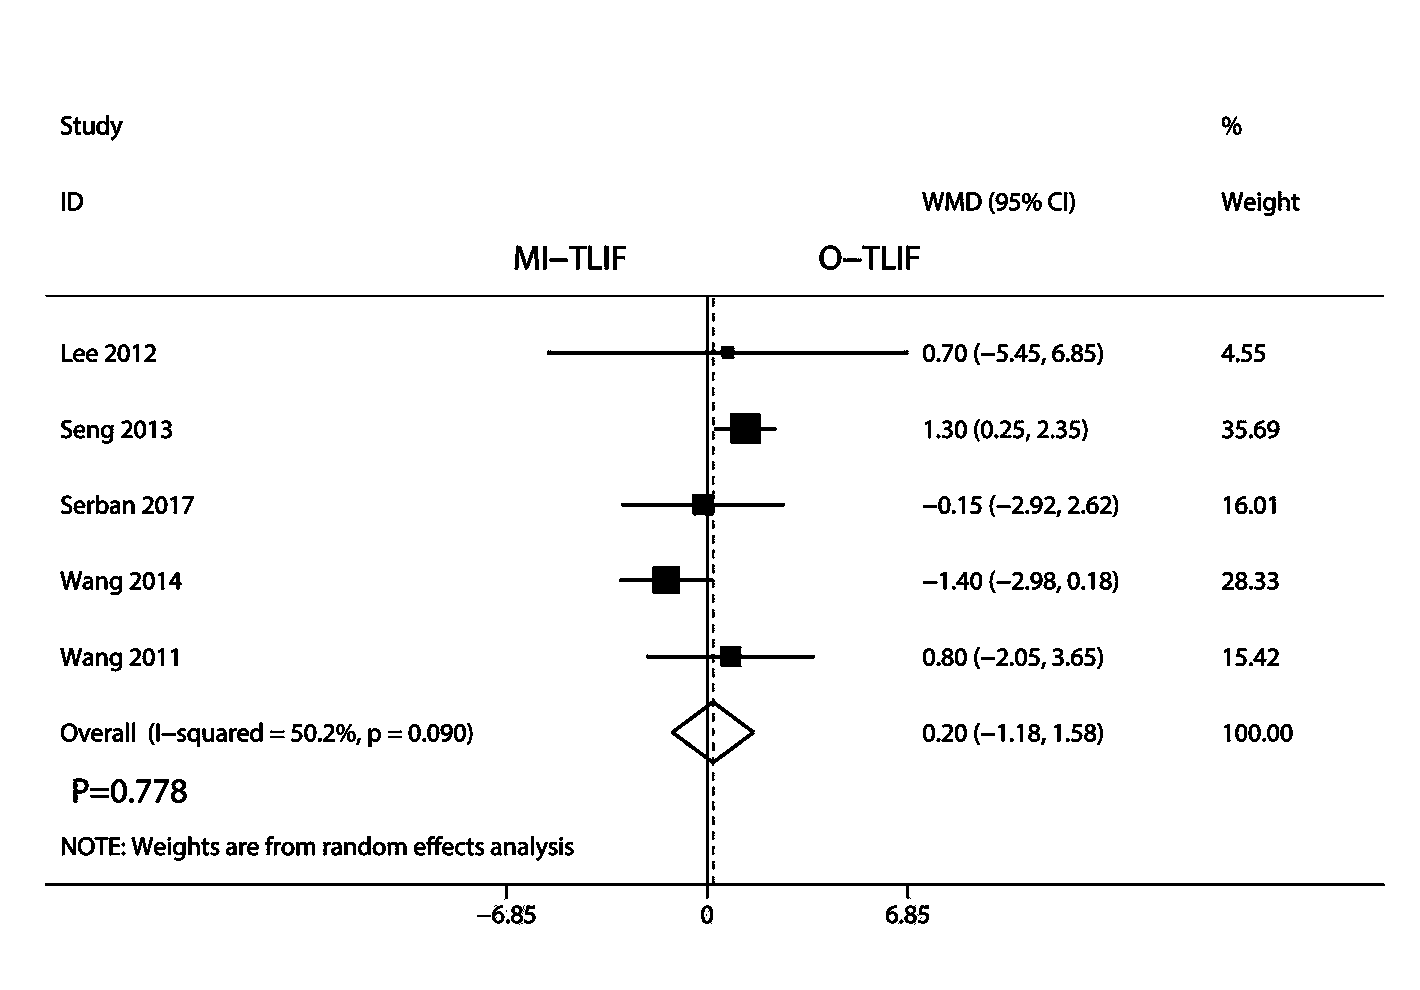 Study %
ID WMD (95% CI) Weight
MI−TLIF O−TLIF
Lee 2012 0.70 (−5.45, 6.85) 4.55
Seng 2013 1.30 (0.25, 2.35) 35.69
Serban 2017 −0.15 (−2.92, 2.62) 16.01
Wang 2014 −1.40 (−2.98, 0.18) 28.33
Wang 2011 0.80 (−2.05, 3.65) 15.42
Overall (I−squared = 50.2%, p = 0.090) 0.20 (−1.18, 1.58) 100.00
P=0.778
NOTE: Weights are from random effects analysis
−6.85 0 6.85